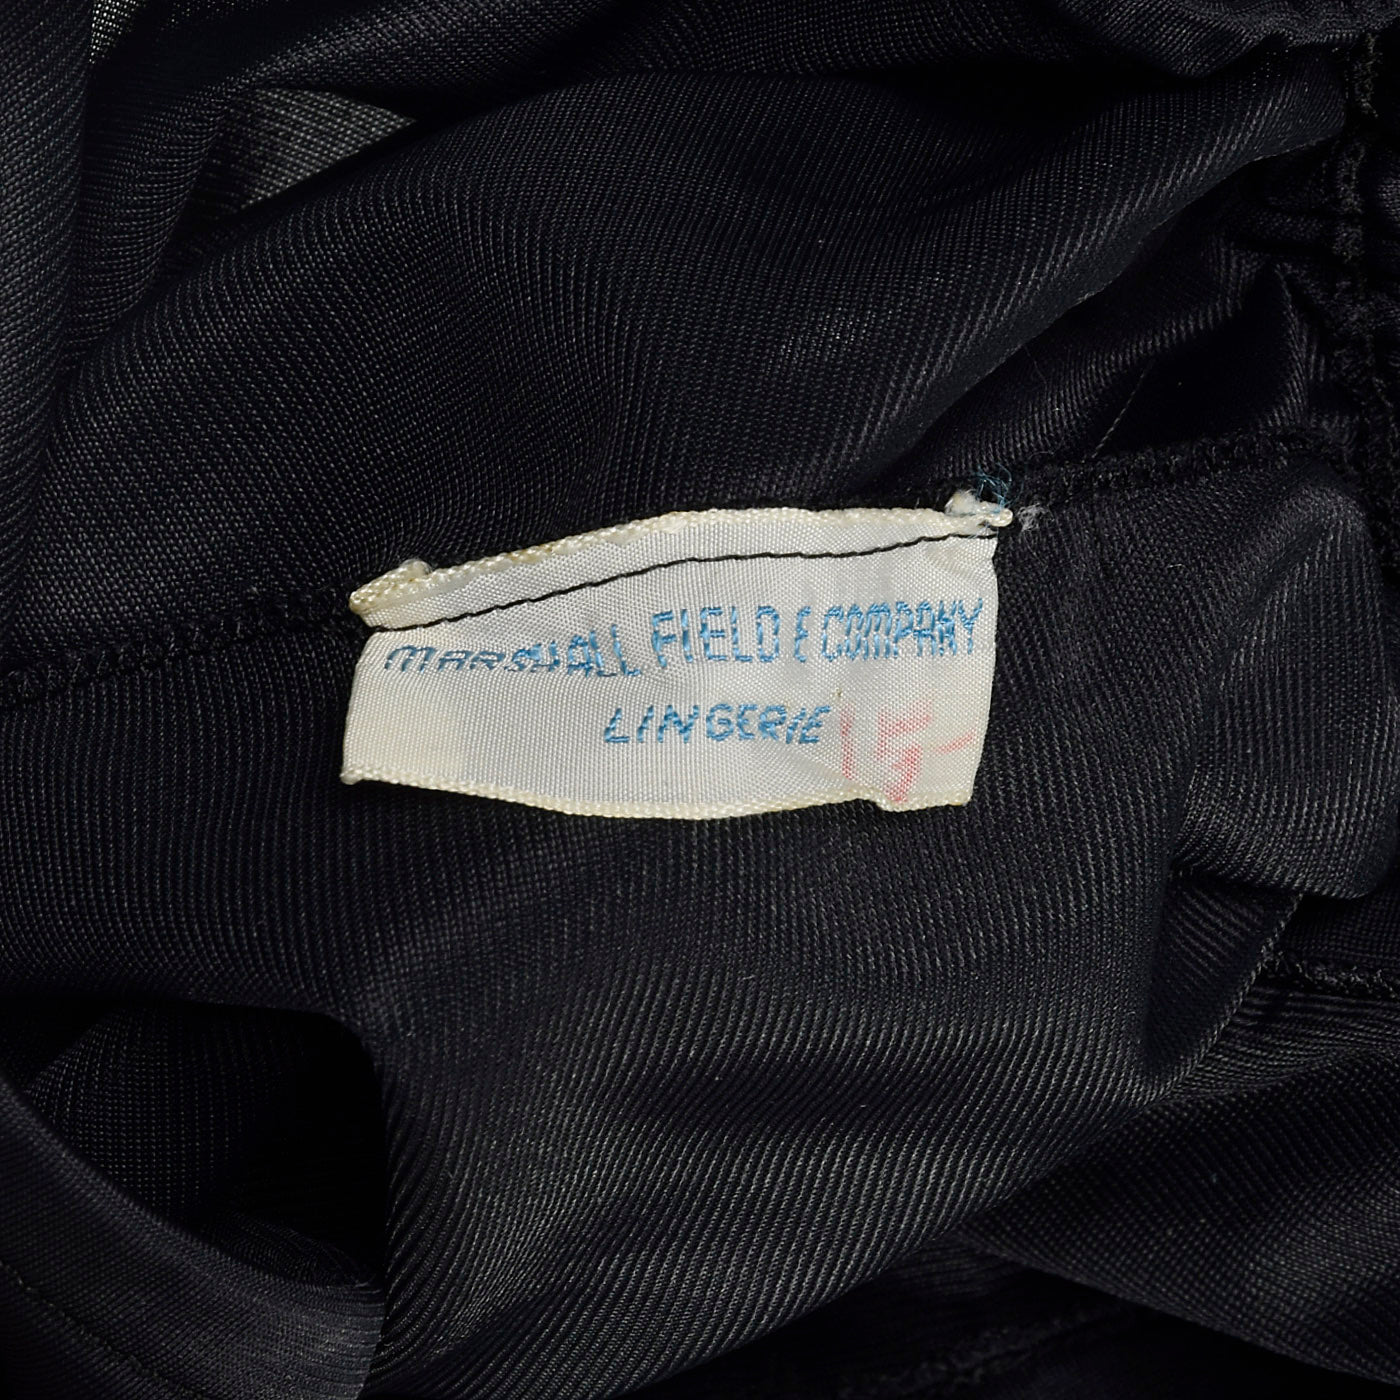 MARSHALL FIELD & COMPANY
LINGERIE 15-